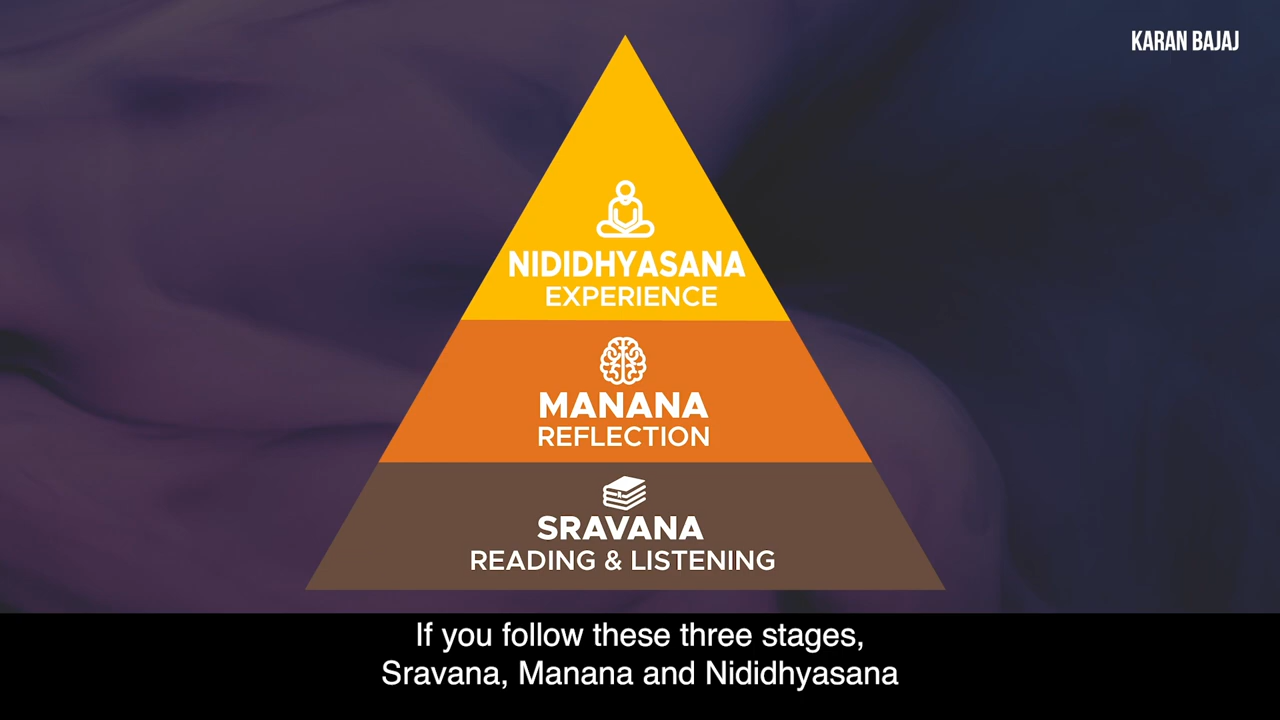 KARAN BAJAJ
NIDIDHYASANA
EXPERIENCE
MANANA
REFLECTION
SRAVANA
READING & LISTENING
If you follow these three stages,
Sravana, Manana and Nididhyasana